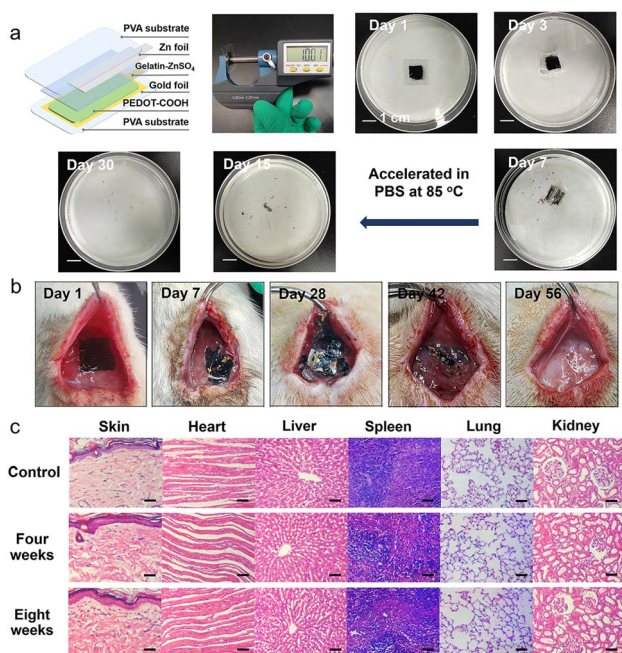 a
PVA substrate
Zn foil
Gelatin-ZnSO₄
Gold foil
PEDOT-COOH
PVA substrate
Day 1
1 cm
Day 3
Day 30
Day 15
Accelerated in
PBS at 85 °C
Day 7
b
Day 1
Day 7
Day 28
Day 42
Day 56
c
Skin
Heart
Liver
Spleen
Lung
Kidney
Control
Four
weeks
Eight
weeks